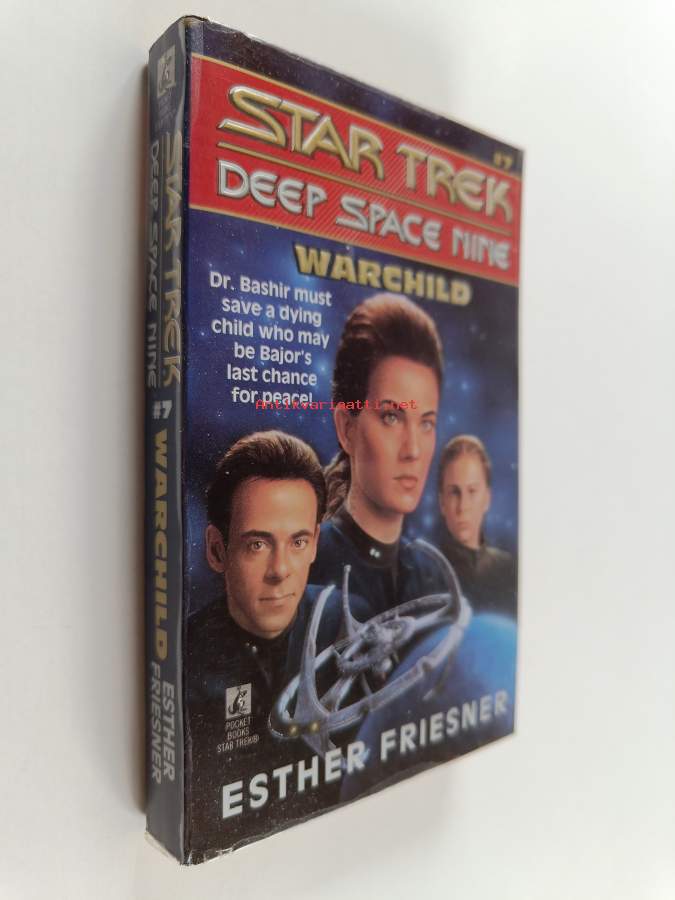 STAR TREK
DEEP SPACE NINE
#7
WARCHILD
ESTHER
FRIESNER
#7
STAR TREK
DEEP SPACE NINE
WARCHILD
Dr. Bashir must
save a dying
child who may
be Bajor's
last chance
for peace!
Antikvariaatti.net
POCKET
BOOKS
STAR TREK®
ESTHER FRIESNER